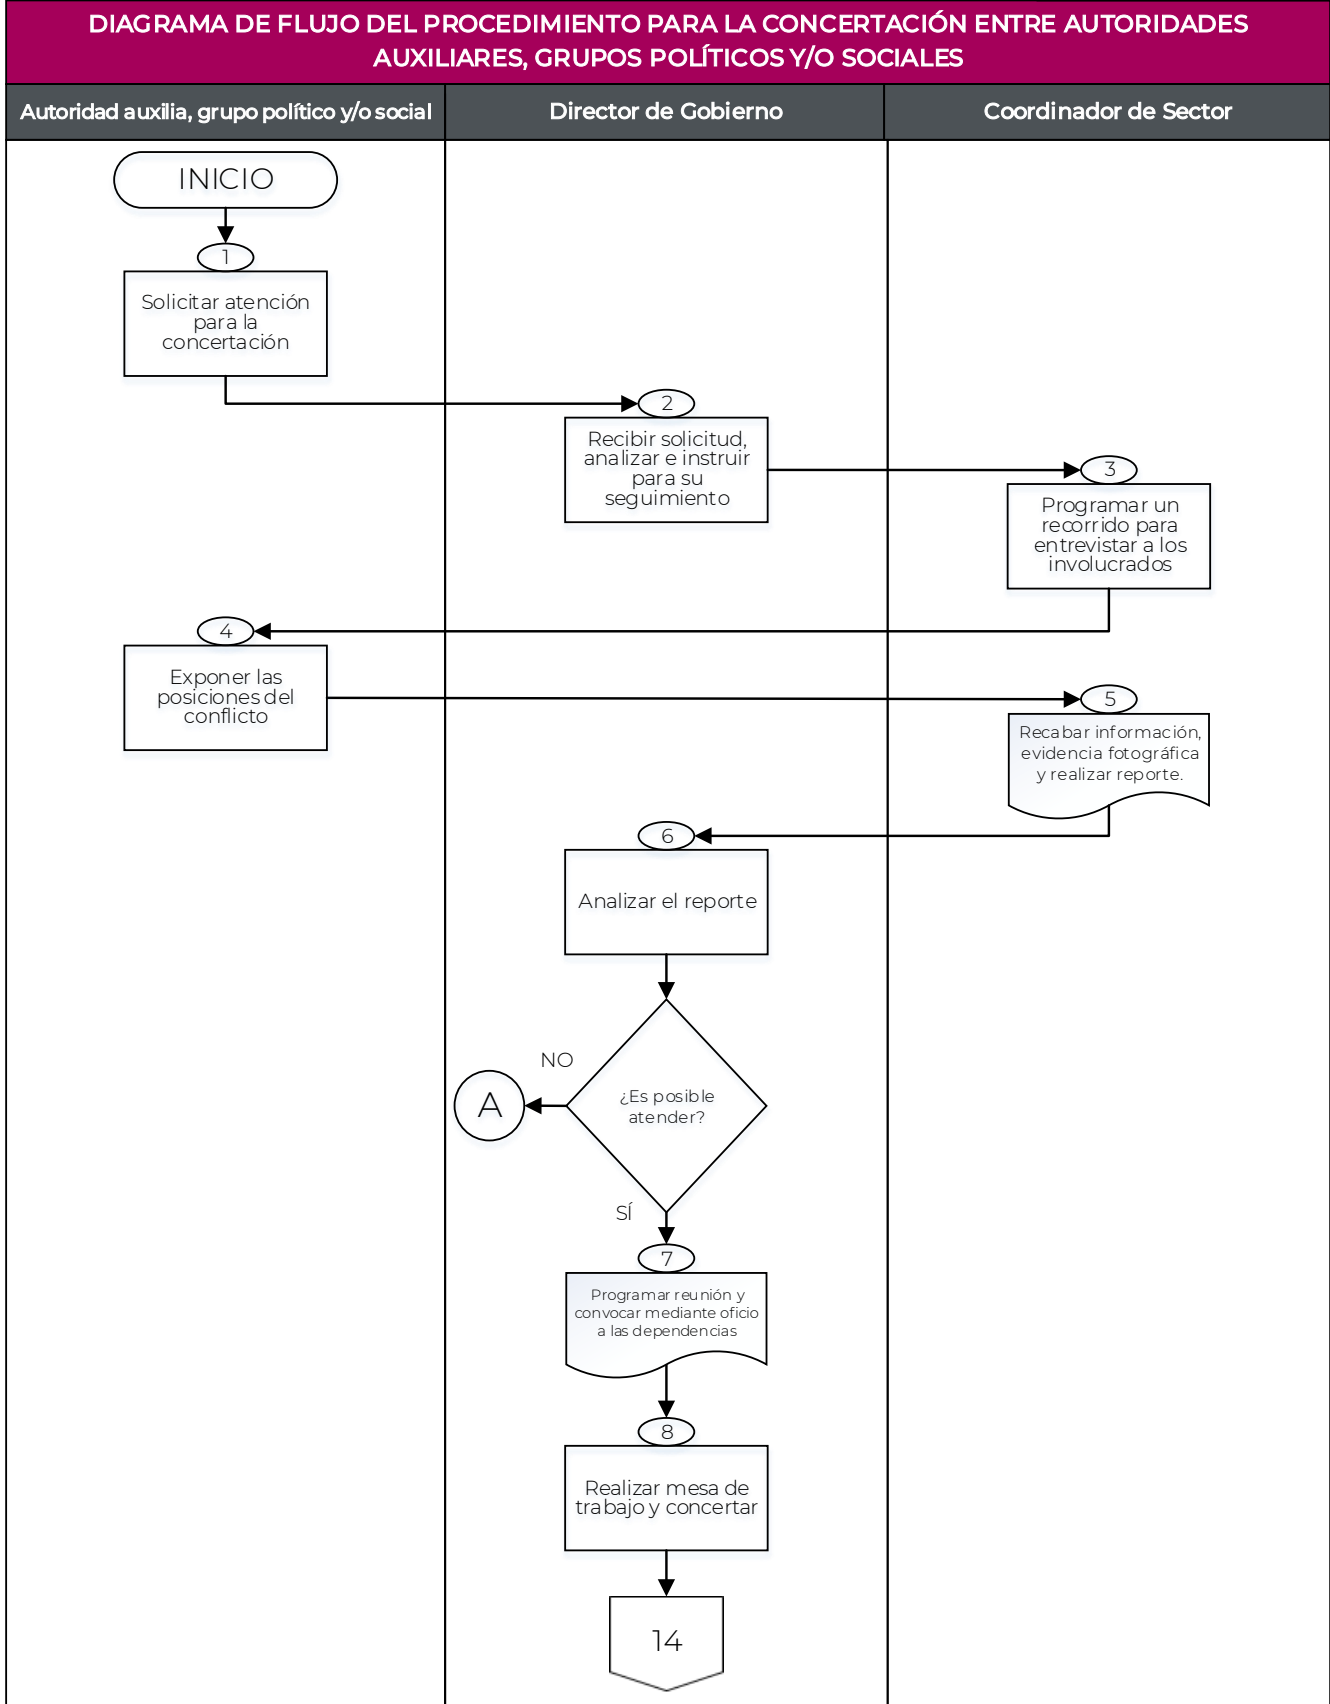 DIAGRAMA DE FLUJO DEL PROCEDIMIENTO PARA LA CONCERTACIÓN ENTRE AUTORIDADES
AUXILIARES, GRUPOS POLÍTICOS Y/O SOCIALES
Autoridad auxilia, grupo político y/o social
Director de Gobierno
Coordinador de Sector
INICIO
1
Solicitar atención
para la
concertación
2
Recibir solicitud,
analizar e instruir
para su
seguimiento
3
Programar un
recorrido para
entrevistar a los
involucrados
4
Exponer las
posiciones del
conflicto
5
Recabar información,
evidencia fotográfica
y realizar reporte.
6
Analizar el reporte
NO
A
¿Es posible
atender?
SÍ
7
Programar reunión y
convocar mediante oficio
a las dependencias
8
Realizar mesa de
trabajo y concertar
14